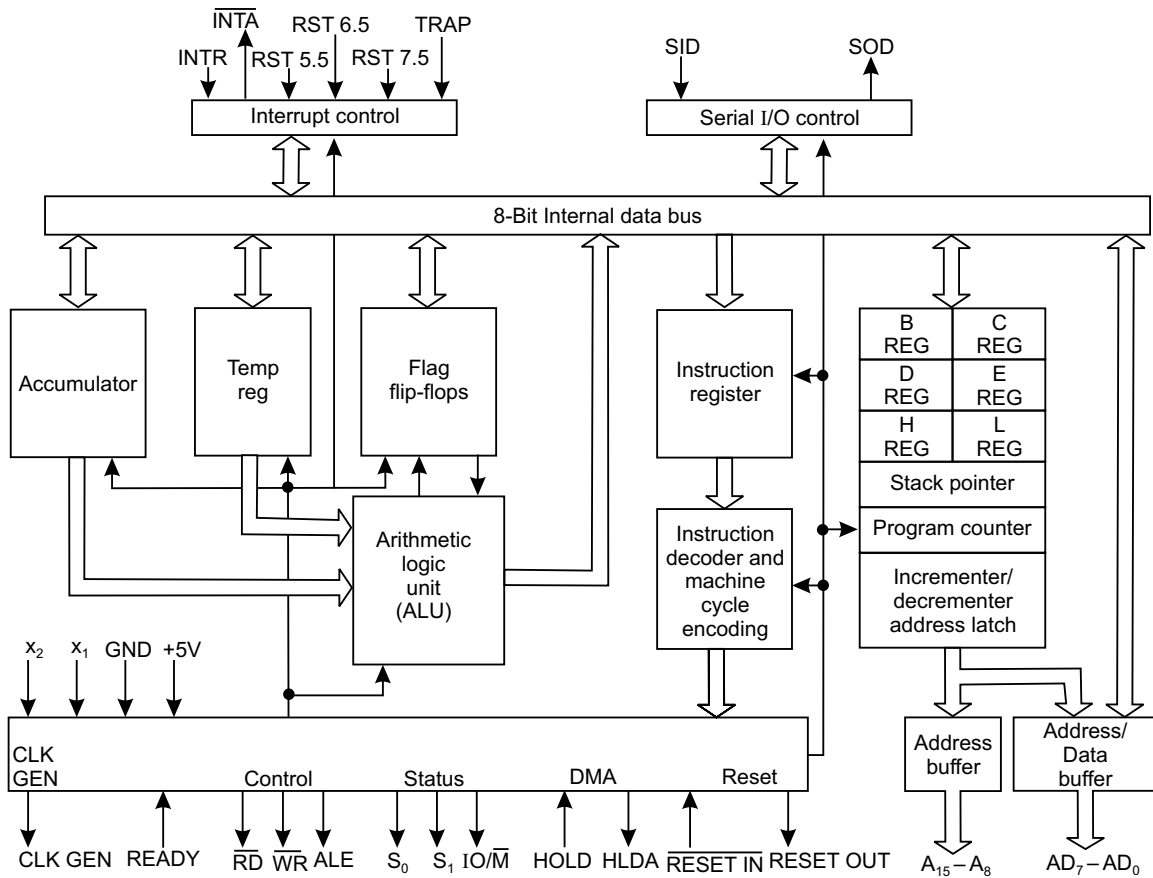 INTA
RST 6.5
TRAP
INTR
RST 5.5
RST 7.5
SID
SOD
Interrupt control
Serial I/O control
8-Bit Internal data bus
Accumulator
Temp
reg
Flag
flip-flops
Instruction
register
B
REG
C
REG
D
REG
E
REG
H
REG
L
REG
Stack pointer
Program counter
Incrementer/
decrementer
address latch
Arithmetic
logic
unit
(ALU)
Instruction
decoder and
machine
cycle
encoding
x₂
x₁
GND
+5V
CLK
GEN
Control
Status
DMA
Reset
Address
buffer
Address/
Data
buffer
CLK GEN
READY
RD
WR
ALE
S₀
S₁
IO/M
HOLD
HLDA
RESET IN
RESET OUT
A₁₅–A₈
AD₇–AD₀